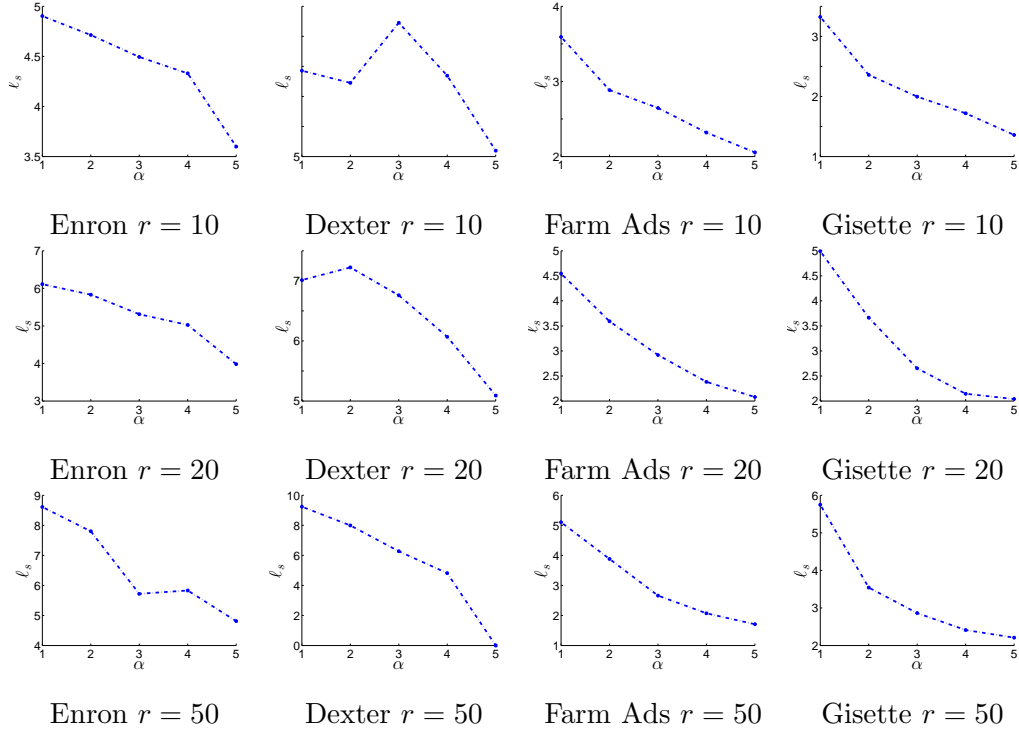 5
4.5
4
3.5
ℓs
1 2 3 4 5
α
5
ℓs
1 2 3 4 5
α
4
3
2
ℓs
1 2 3 4 5
α
3
2
1
ℓs
1 2 3 4 5
α
Enron r = 10
Dexter r = 10
Farm Ads r = 10
Gisette r = 10
7
6
5
4
3
ℓs
1 2 3 4 5
α
7
6
5
ℓs
1 2 3 4 5
α
5
4.5
4
3.5
3
2.5
2
ℓs
1 2 3 4 5
α
5
4.5
4
3.5
3
2.5
2
ℓs
1 2 3 4 5
α
Enron r = 20
Dexter r = 20
Farm Ads r = 20
Gisette r = 20
9
8
7
6
5
4
ℓs
1 2 3 4 5
α
10
8
6
4
2
0
ℓs
1 2 3 4 5
α
6
5
4
3
2
1
ℓs
1 2 3 4 5
α
6
5
4
3
2
ℓs
1 2 3 4 5
α
Enron r = 50
Dexter r = 50
Farm Ads r = 50
Gisette r = 50